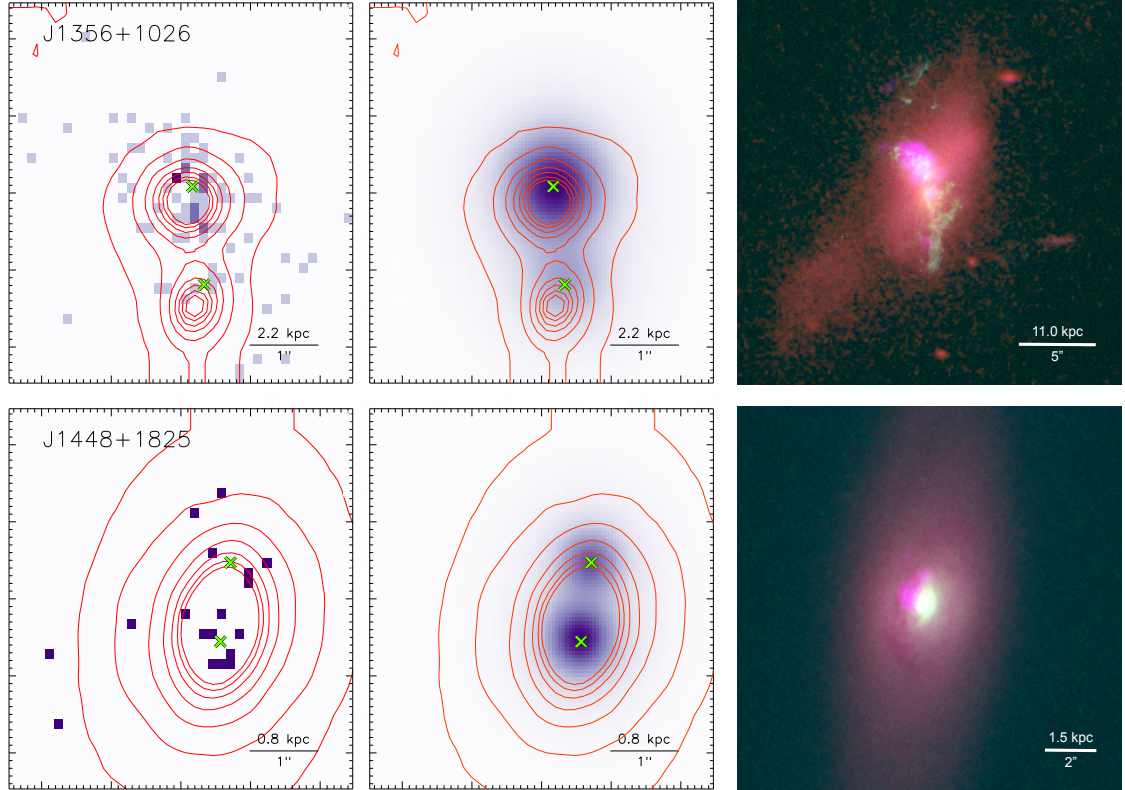 J1356+1026
2.2 kpc
1''
2.2 kpc
1''
11.0 kpc
5”
J1448+1825
0.8 kpc
1''
0.8 kpc
1''
1.5 kpc
2”